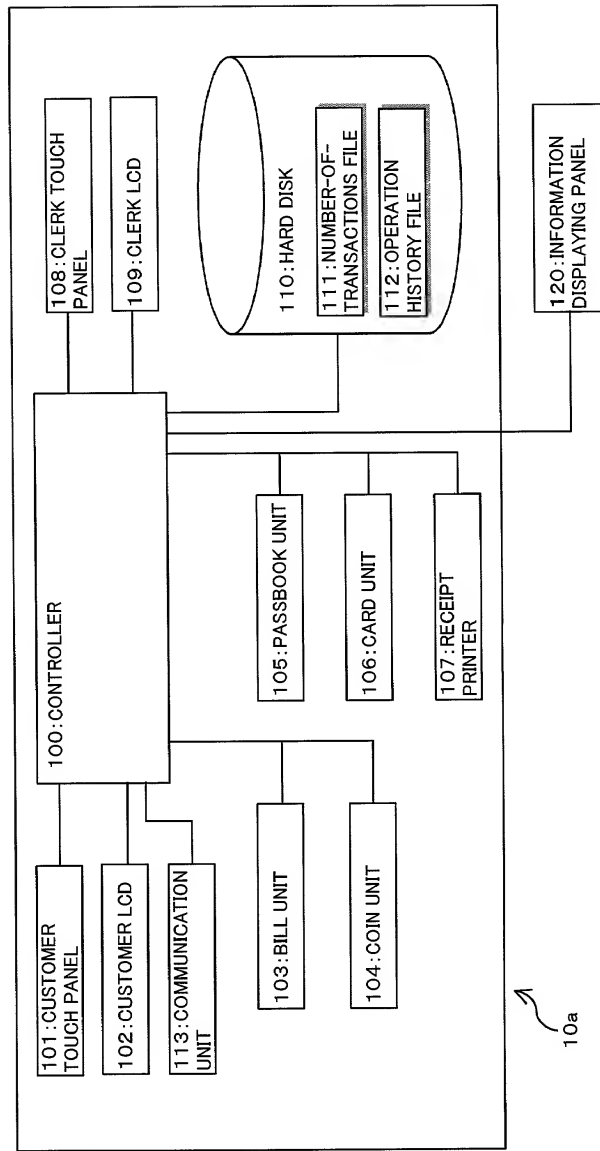 101:CUSTOMER
TOUCH PANEL
102:CUSTOMER LCD
113:COMMUNICATION
UNIT
100:CONTROLLER
108:CLERK TOUCH
PANEL
109:CLERK LCD
103:BILL UNIT
104:COIN UNIT
105:PASSBOOK UNIT
106:CARD UNIT
107:RECEIPT
PRINTER
110:HARD DISK
111:NUMBER-OF-
TRANSACTIONS FILE
112:OPERATION
HISTORY FILE
120:INFORMATION
DISPLAYING PANEL
10a